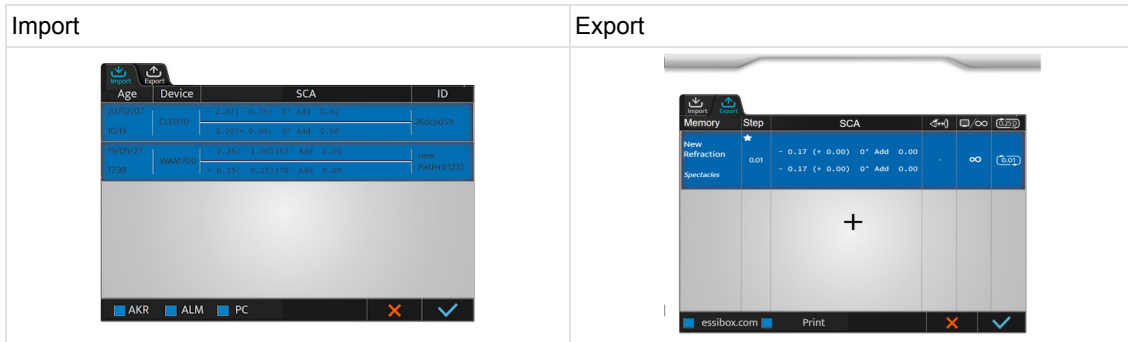 Import
Export
Import Export
Age Device SCA ID
20/02/07
10:19
CLE070
- 2.87(- 0.75) 0° Add 0.62
- 3.00(+ 0.00) 0° Add 0.50
19/09/27
17:38
WAM700
- 0.25(- 1.00)157° Add 0.00
+ 0.25(- 0.75)170° Add 0.00
new
Patient1235
AKR ALM PC
Import Export
Memory Step SCA ∞ 0.25
New
Refraction
Spectacles
0.01
- 0.17 (+ 0.00) 0° Add 0.00
- 0.17 (+ 0.00) 0° Add 0.00
∞ 0.01
+
essibox.com Print